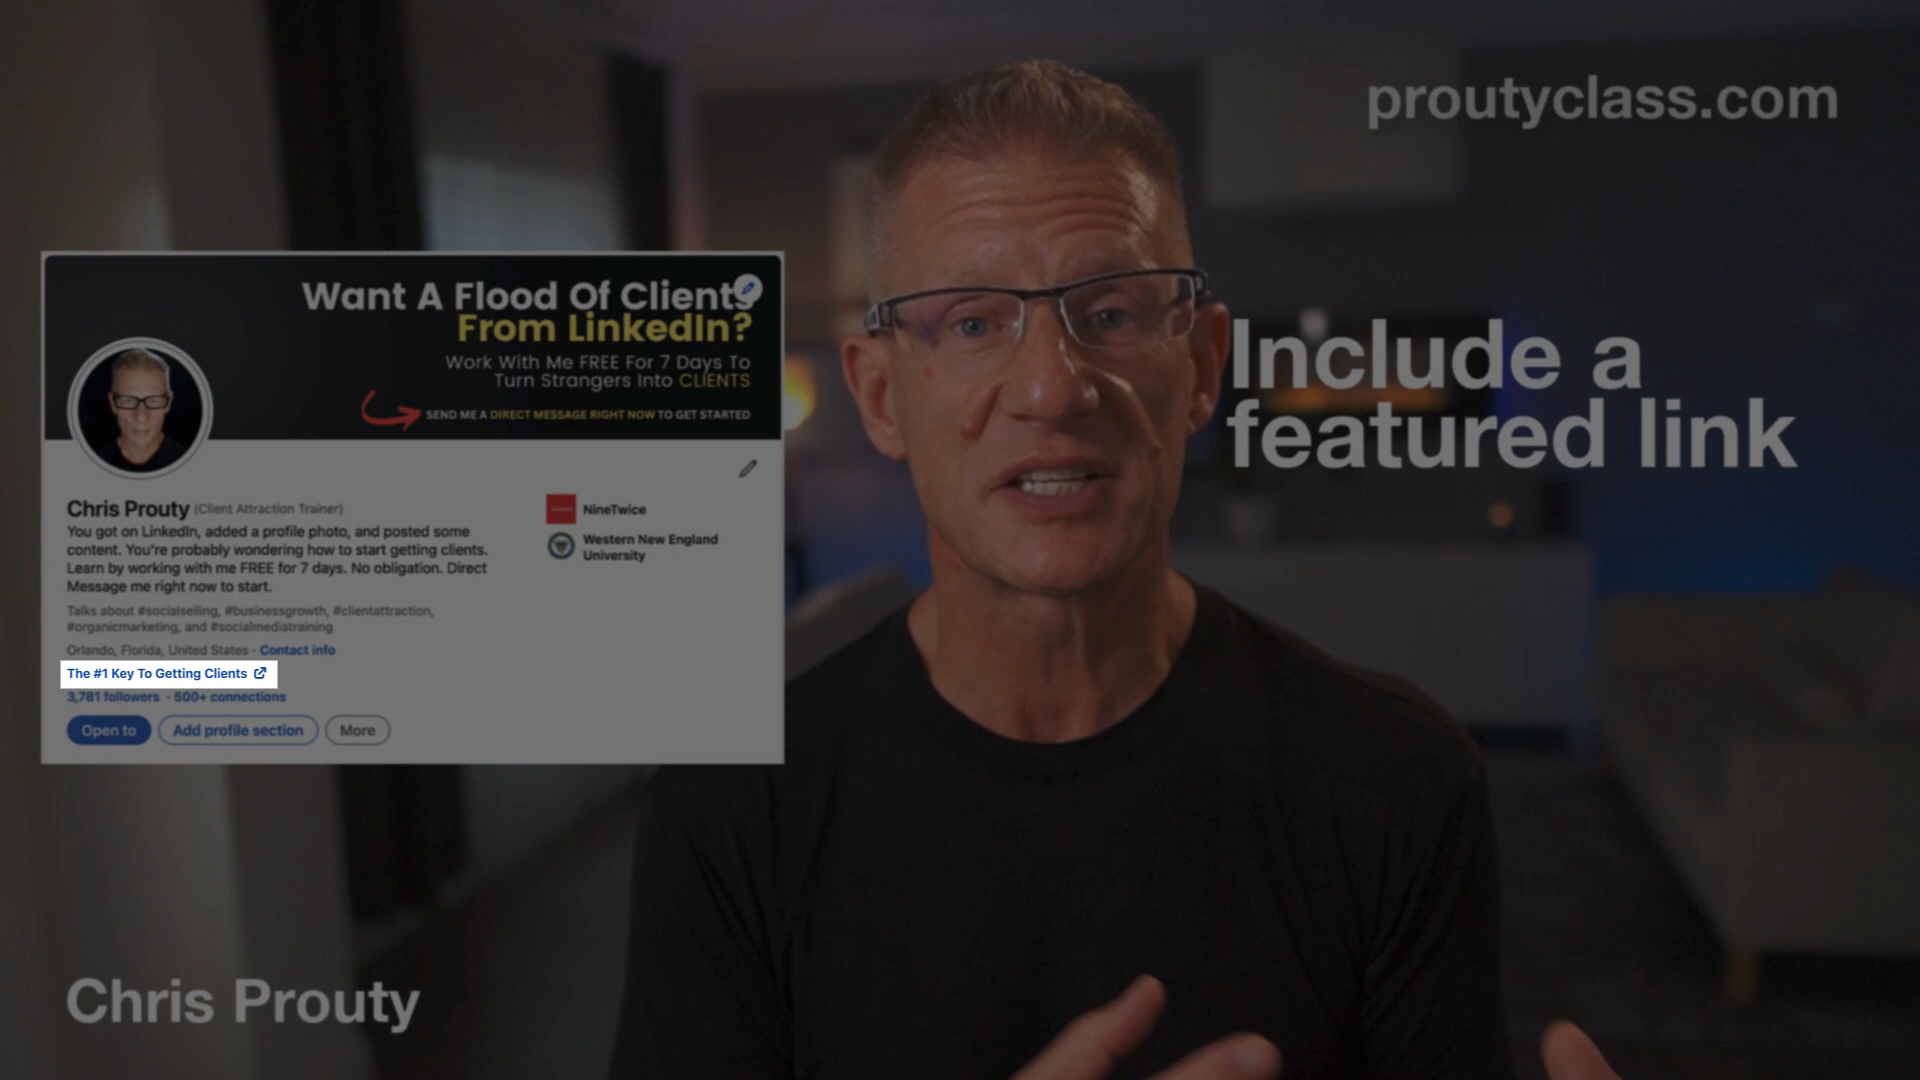 proutyclass.com
Want A Flood Of Clients
From LinkedIn?
Work With Me FREE For 7 Days To
Turn Strangers Into CLIENTS
SEND ME A DIRECT MESSAGE RIGHT NOW TO GET STARTED
Chris Prouty (Client Attraction Trainer)
You got on LinkedIn, added a profile photo, and posted some
content. You're probably wondering how to start getting clients.
Learn by working with me FREE for 7 days. No obligation. Direct
Message me right now to start.
Talks about #socialselling, #businessgrowth, #clientattraction,
#organicmarketing, and #socialmediatraining
Orlando, Florida, United States · Contact info
The #1 Key To Getting Clients
3,781 followers · 500+ connections
Open to
Add profile section
More
NineTwice
Western New England
University
Include a
featured link
Chris Prouty